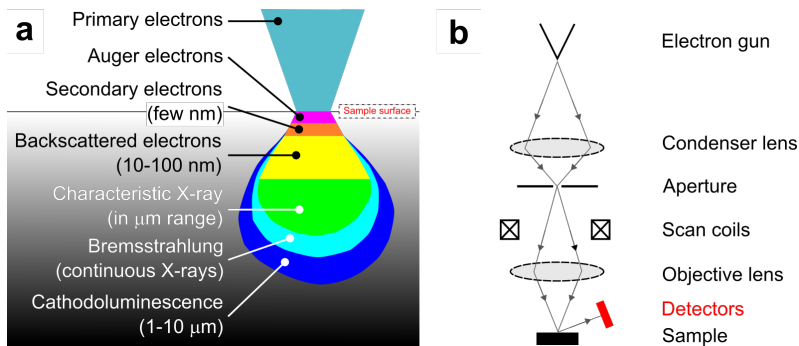 a
Primary electrons
Auger electrons
Secondary electrons
(few nm)
Sample surface
Backscattered electrons
(10-100 nm)
Characteristic X-ray
(in μm range)
Bremsstrahlung
(continuous X-rays)
Cathodoluminescence
(1-10 μm)
b
Electron gun
Condenser lens
Aperture
Scan coils
Objective lens
Detectors
Sample